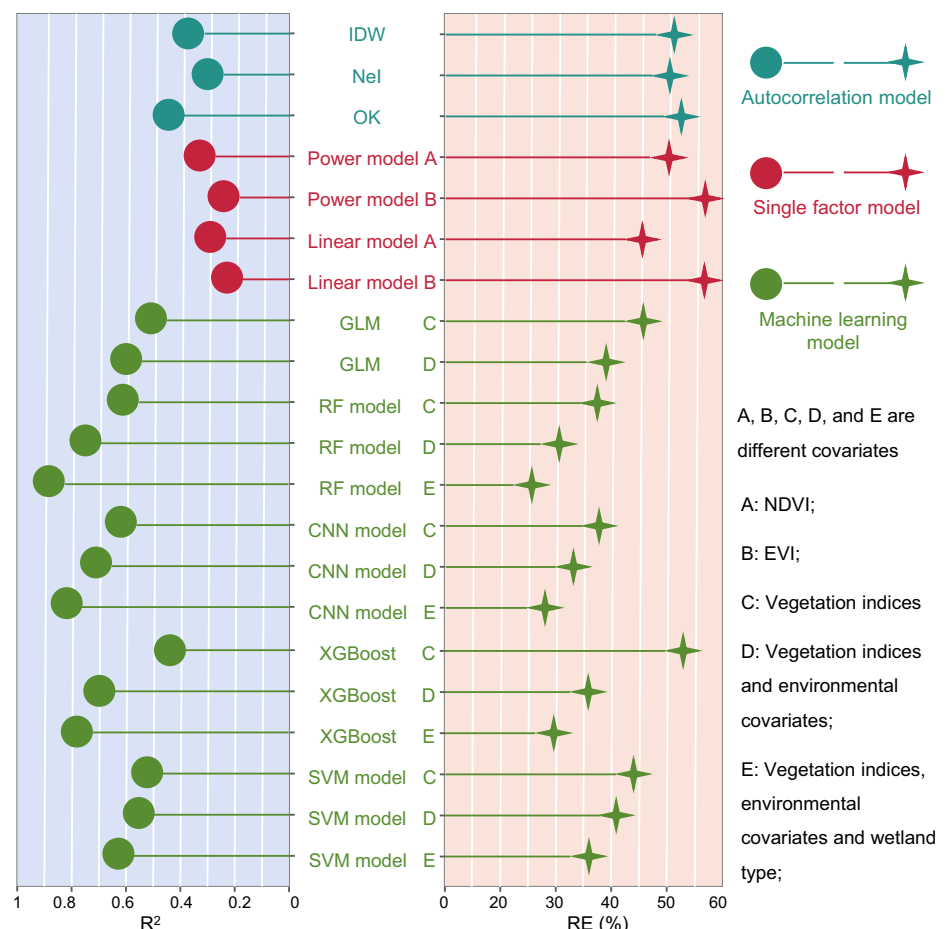 IDW
Nel
OK
Power model A
Power model B
Linear model A
Linear model B
GLM C
GLM D
RF model C
RF model D
RF model E
CNN model C
CNN model D
CNN model E
XGBoost C
XGBoost D
XGBoost E
SVM model C
SVM model D
SVM model E
1 0.8 0.6 0.4 0.2 0
R²
0 20 30 40 50 60
RE (%)
Autocorrelation model
Single factor model
Machine learning
model
A, B, C, D, and E are
different covariates
A: NDVI;
B: EVI;
C: Vegetation indices
D: Vegetation indices
and environmental
covariates;
E: Vegetation indices,
environmental
covariates and wetland
type;